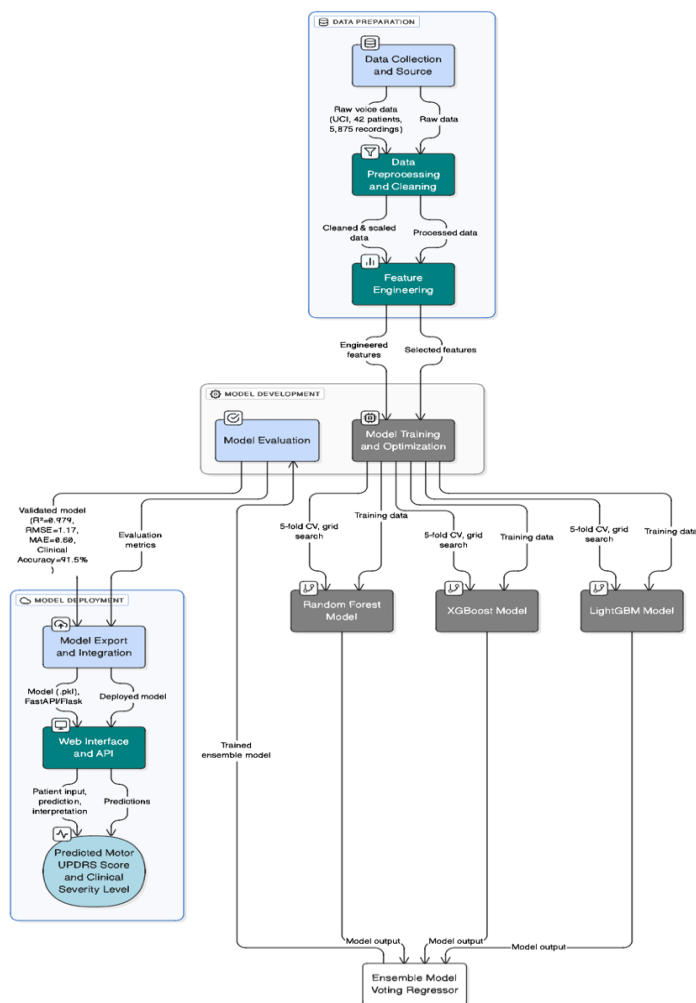 DATA PREPARATION
Data Collection
and Source
Raw voice data
(UCI, 42 patients,
5,875 recordings)
Raw data
Data
Preprocessing
and Cleaning
Cleaned & scaled
data
Processed data
Feature
Engineering
Engineered
features
Selected features
MODEL DEVELOPMENT
Model Evaluation
Model Training
and Optimization
Validated model
(R²=0.979,
RMSE=1.17,
MAE=0.60,
Clinical
Accuracy=91.5%
)
Evaluation
metrics
5-fold CV, grid
search
Training data
5-fold CV, grid
search
Training data
5-fold CV, grid
search
Training data
Random Forest
Model
XGBoost Model
LightGBM Model
MODEL DEPLOYMENT
Model Export
and Integration
Model (.pkl),
FastAPI/Flask
Deployed model
Web Interface
and API
Patient input,
prediction,
interpretation
Predictions
Predicted Motor
UPDRS Score
and Clinical
Severity Level
Trained
ensemble model
Model output
Model output
Model output
Ensemble Model
Voting Regressor